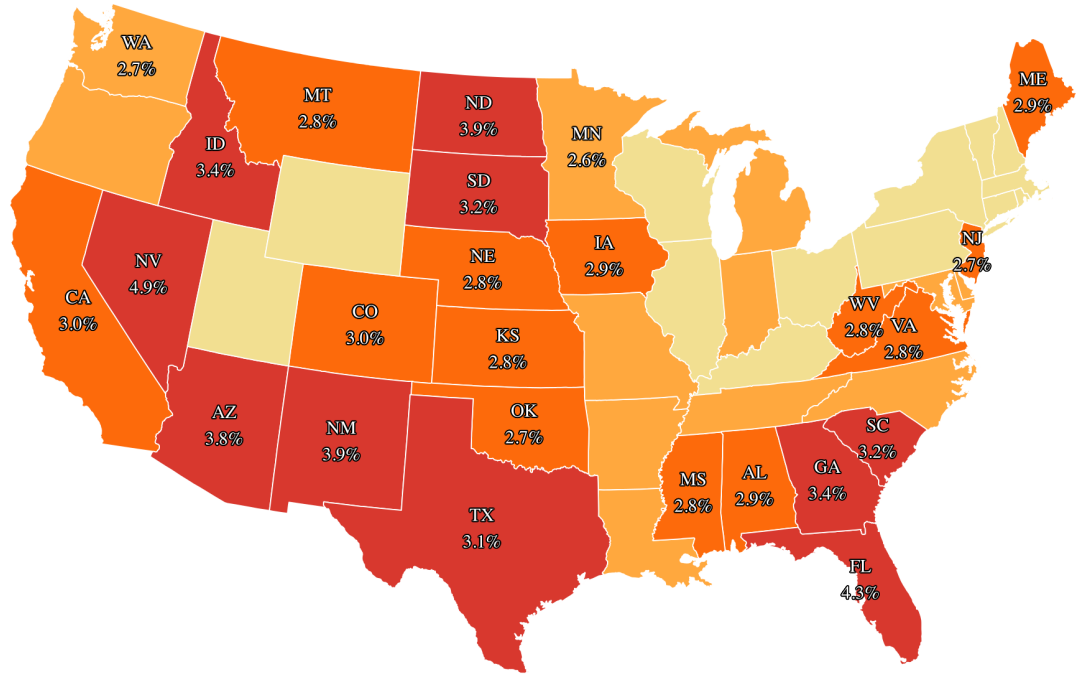 WA
2.7%
MT
2.8%
ND
3.9%
MN
2.6%
ME
2.9%
ID
3.4%
SD
3.2%
NV
4.9%
NE
2.8%
IA
2.9%
NJ
2.7%
CA
3.0%
CO
3.0%
KS
2.8%
WV
2.8%
VA
2.8%
AZ
3.8%
NM
3.9%
OK
2.7%
MS
2.8%
AL
2.9%
GA
3.4%
SC
3.2%
TX
3.1%
FL
4.3%